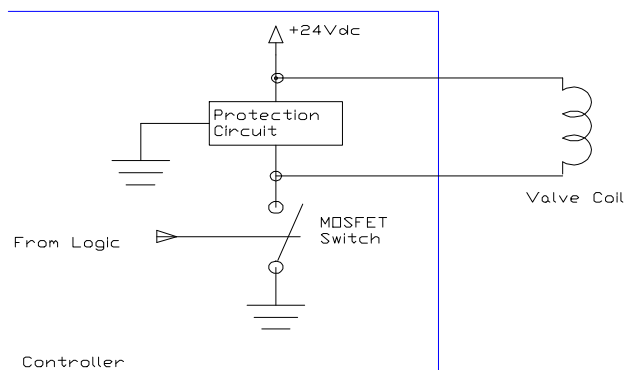 +24Vdc
Protection
Circuit
Valve Coil
MOSFET
Switch
From Logic
Controller